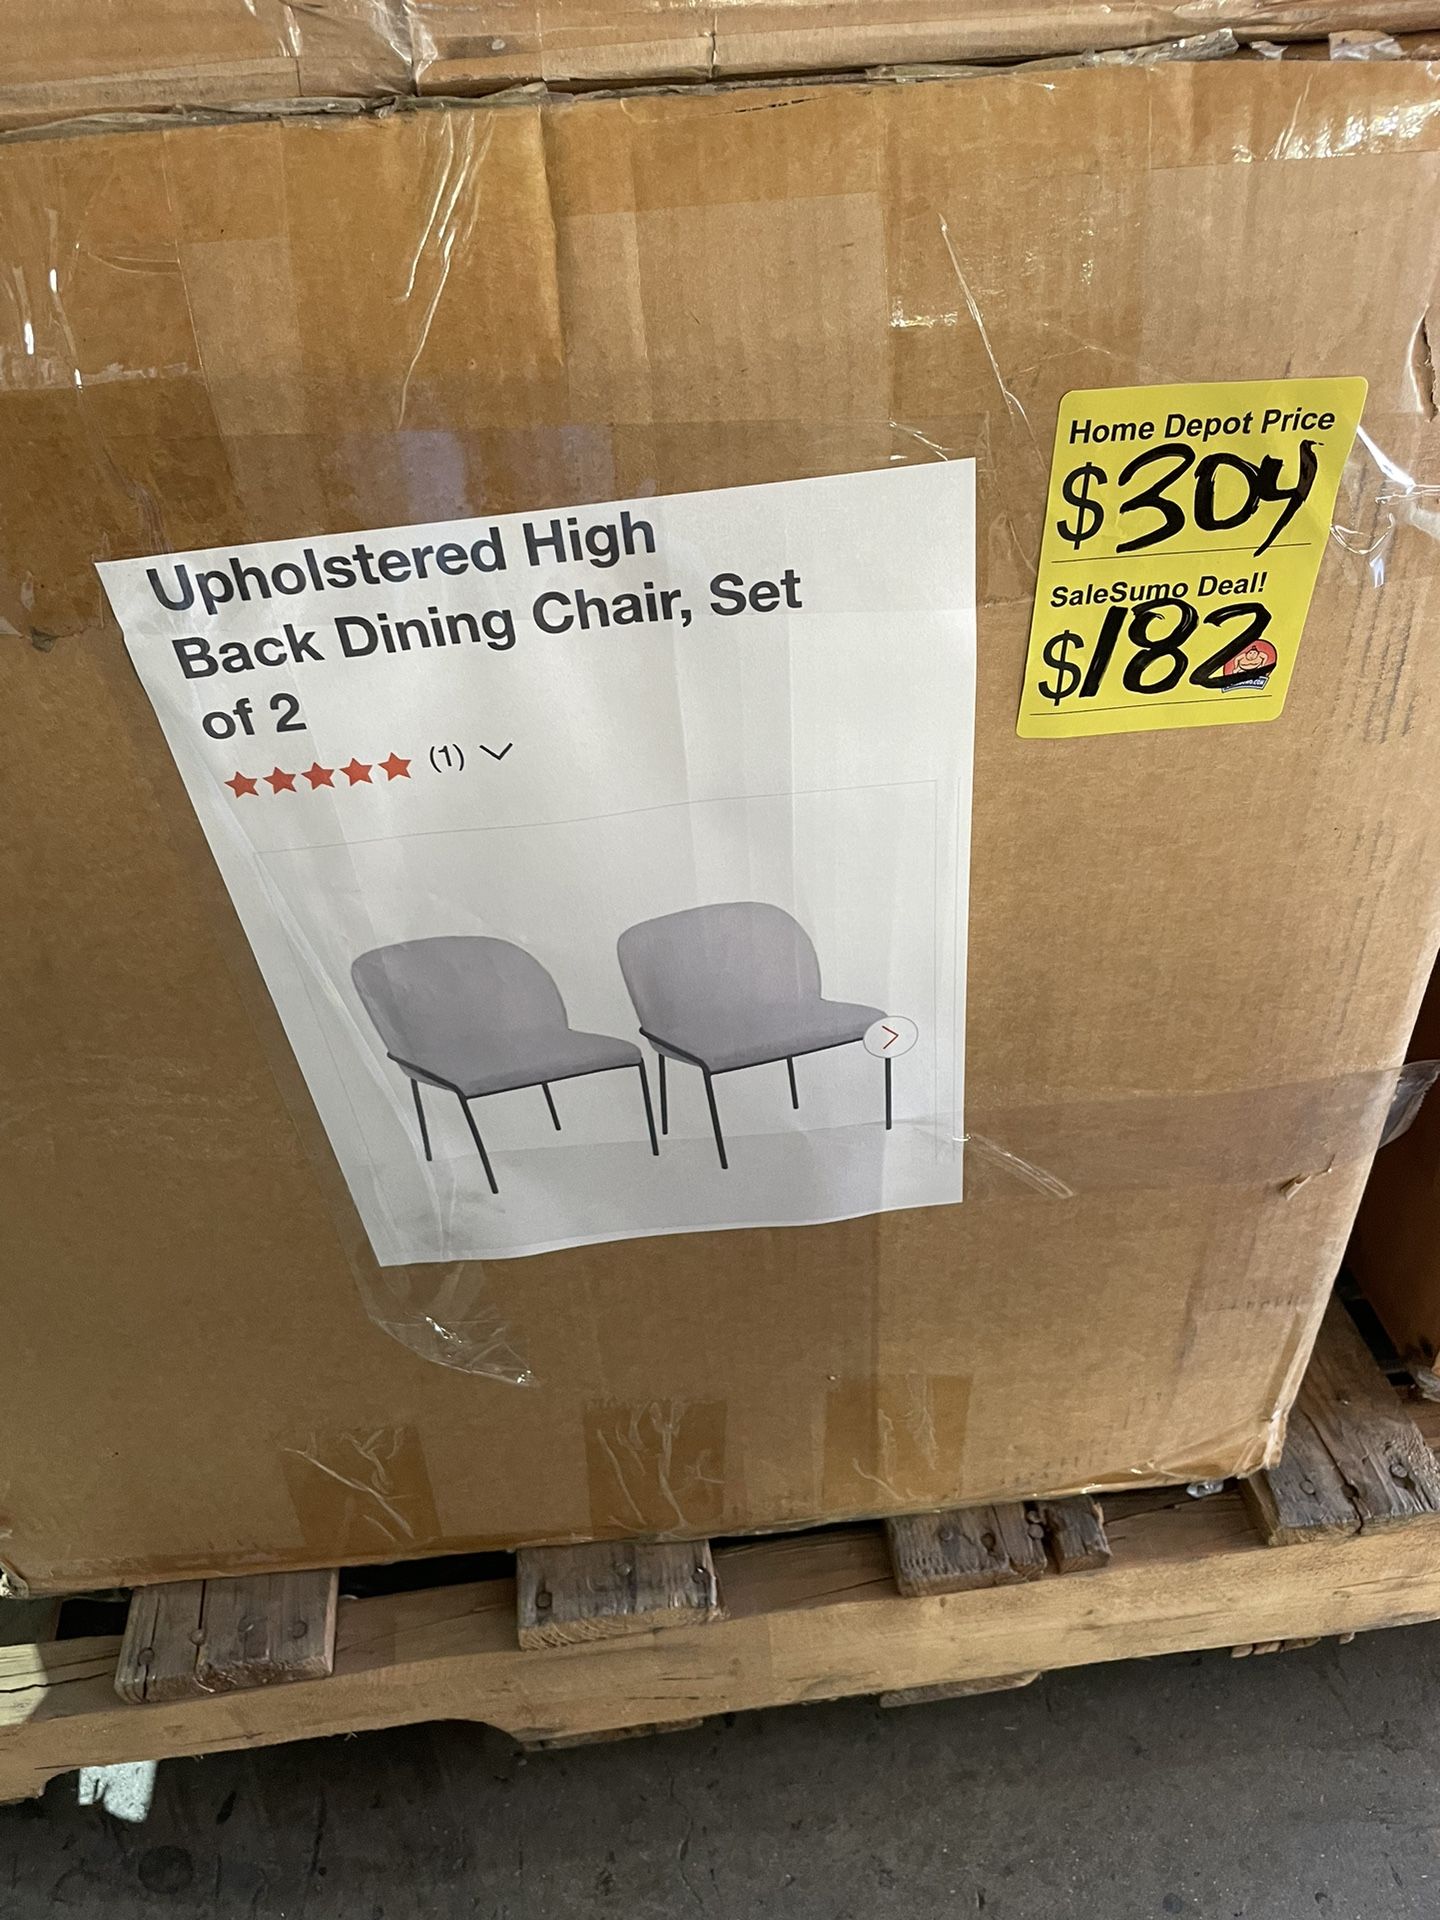 Upholstered High
Back Dining Chair, Set
of 2
(1)
Home Depot Price
$304
SaleSumo Deal!
$182